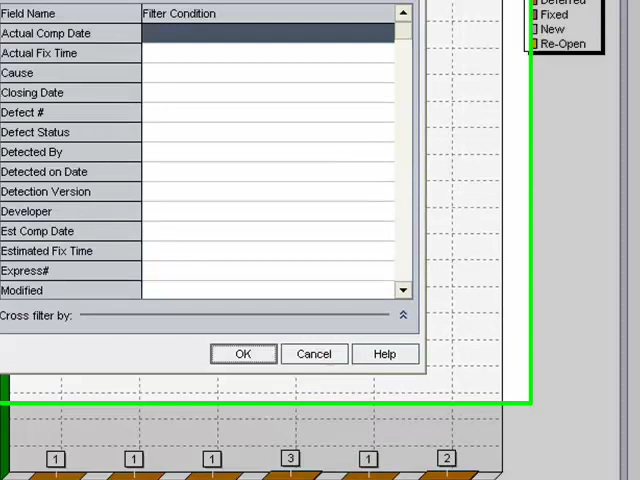 Deferred
Fixed
New
Re-Open
Field Name Filter Condition
Actual Comp Date
Actual Fix Time
Cause
Closing Date
Defect #
Defect Status
Detected By
Detected on Date
Detection Version
Developer
Est Comp Date
Estimated Fix Time
Express#
Modified
Cross filter by:
OK Cancel Help
1 1 1 3 1 2